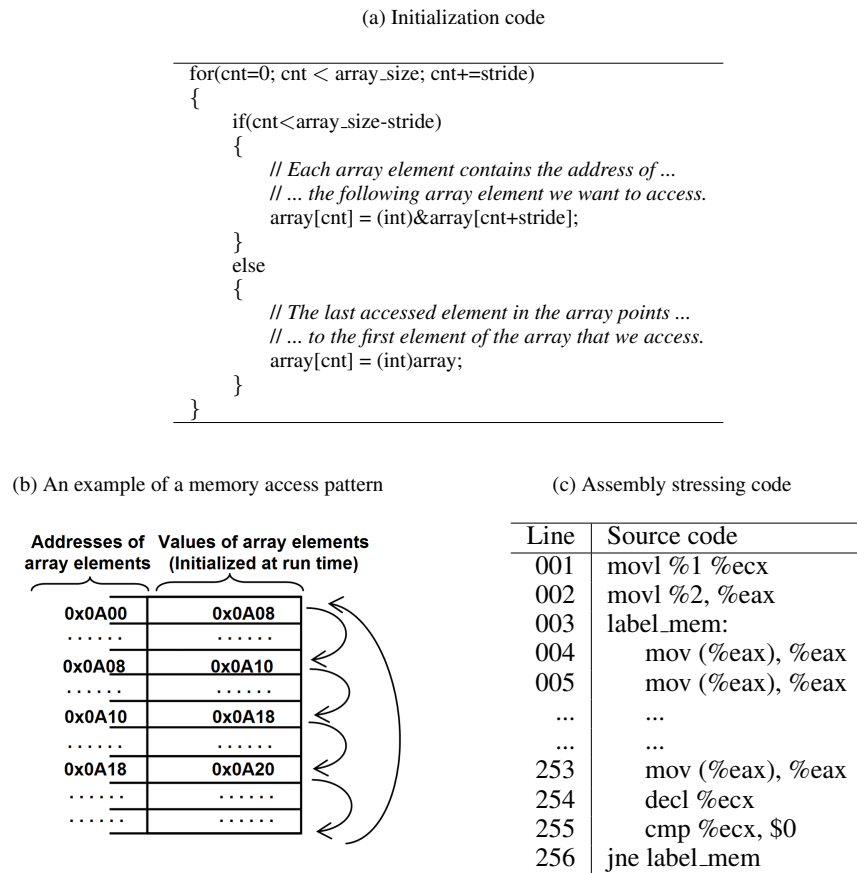 (a) Initialization code
for(cnt=0; cnt < array_size; cnt+=stride)
{
if(cnt<array_size-stride)
{
// Each array element contains the address of ...
// ... the following array element we want to access.
array[cnt] = (int)&array[cnt+stride];
}
else
{
// The last accessed element in the array points ...
// ... to the first element of the array that we access.
array[cnt] = (int)array;
}
}
(b) An example of a memory access pattern
Addresses of array elements
Values of array elements (Initialized at run time)
0x0A00 0x0A08
...... ......
0x0A08 0x0A10
...... ......
0x0A10 0x0A18
...... ......
0x0A18 0x0A20
...... ......
...... ......
(c) Assembly stressing code
Line Source code
001 movl %1 %ecx
002 movl %2, %eax
003 label_mem:
004 mov (%eax), %eax
005 mov (%eax), %eax
... ...
... ...
253 mov (%eax), %eax
254 decl %ecx
255 cmp %ecx, $0
256 jne label_mem